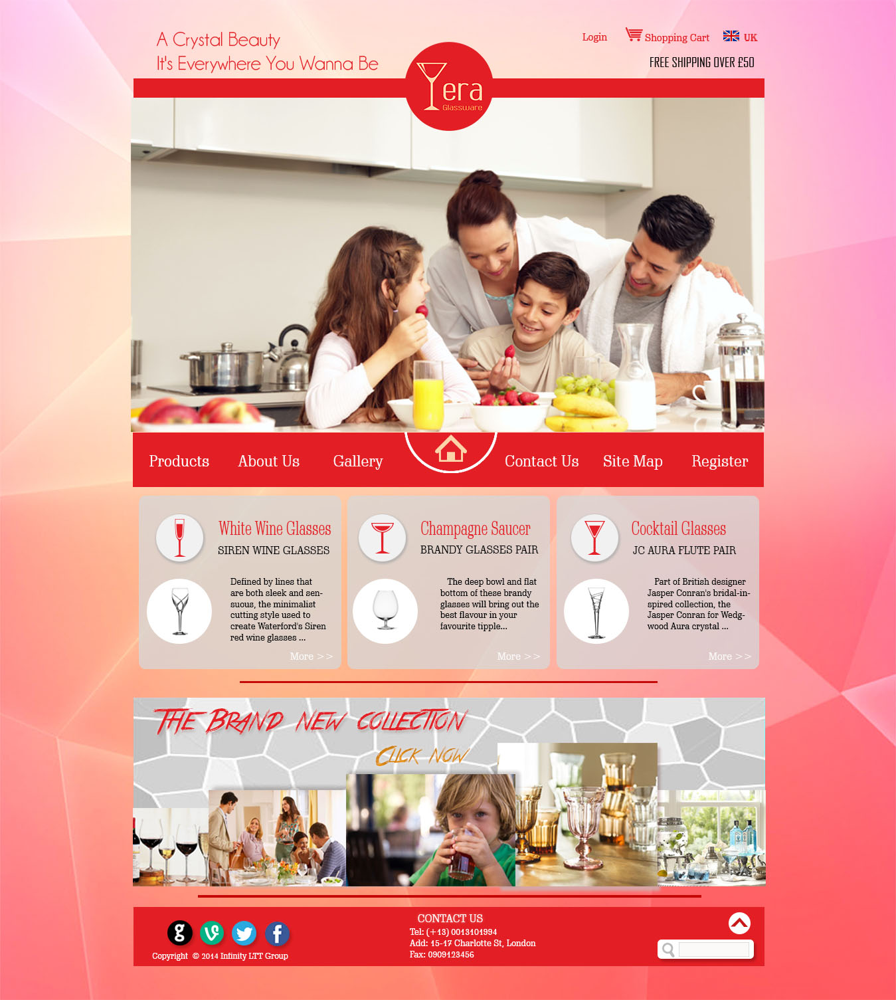 A Crystal Beauty
It's Everywhere You Wanna Be
Login
Shopping Cart
UK
FREE SHIPPING OVER £50
Yera
Glassware
Products
About Us
Gallery
Contact Us
Site Map
Register
White Wine Glasses
SIREN WINE GLASSES
Defined by lines that
are both sleek and sen-
suous, the minimalist
cutting style used to
create Waterford's Siren
red wine glasses ...
More >>
Champagne Saucer
BRANDY GLASSES PAIR
The deep bowl and flat
bottom of these brandy
glasses will bring out the
best flavour in your
favourite tipple...
More >>
Cocktail Glasses
JC AURA FLUTE PAIR
Part of British designer
Jasper Conran's bridal-in-
spired collection, the
Jasper Conran for Wedg-
wood Aura crystal ...
More >>
THE BRAND NEW COLLECTION
CLICK NOW
Copyright © 2014 Infinity LTT Group
CONTACT US
Tel: (+13) 0013101994
Add: 15-17 Charlotte St, London
Fax: 0909123456